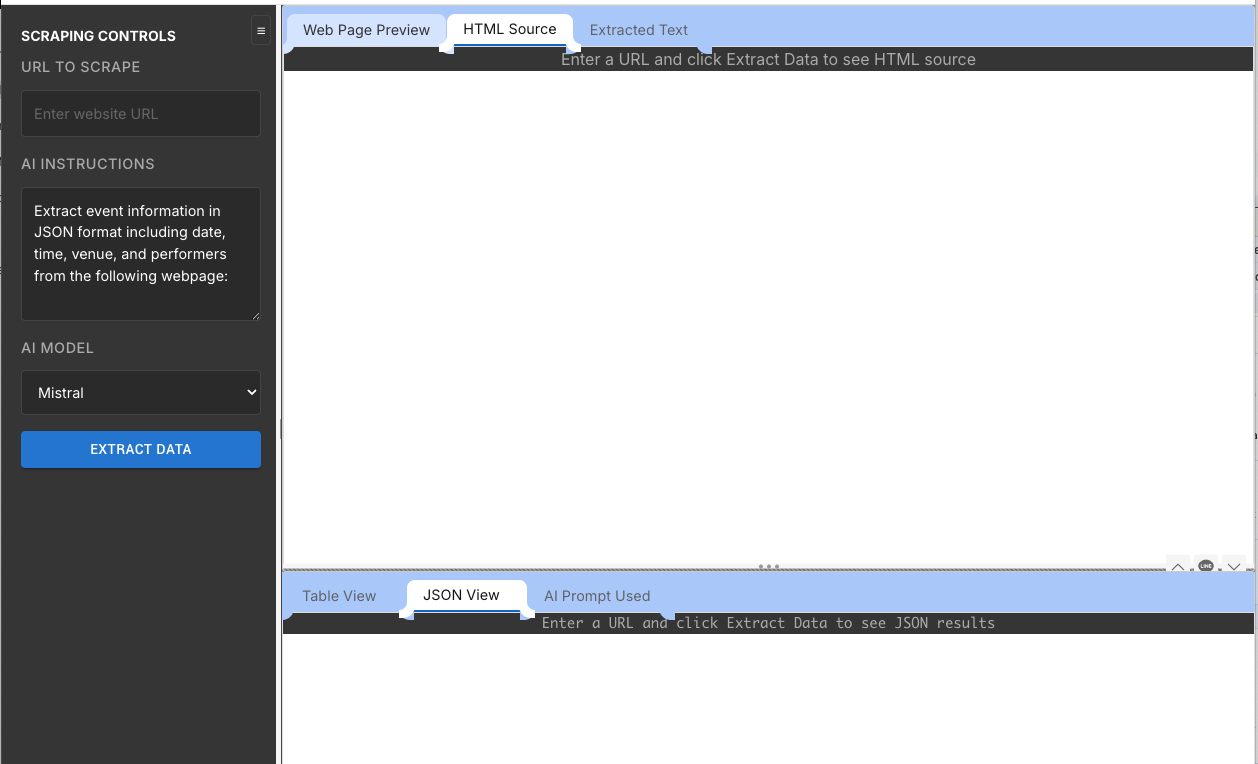 SCRAPING CONTROLS
≡
URL TO SCRAPE
Enter website URL
AI INSTRUCTIONS
Extract event information in
JSON format including date,
time, venue, and performers
from the following webpage:
AI MODEL
Mistral
EXTRACT DATA
Web Page Preview
HTML Source
Extracted Text
Enter a URL and click Extract Data to see HTML source
LINE
Table View
JSON View
AI Prompt Used
Enter a URL and click Extract Data to see JSON results